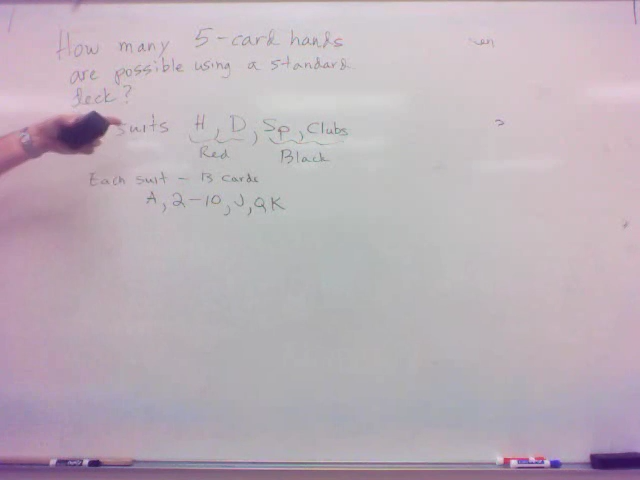 How many 5-card hands
are possible using a standard
deck?
suits H, D, Sp, Clubs
Red Black
Each suit - 13 cards
A, 2-10, J, Q K